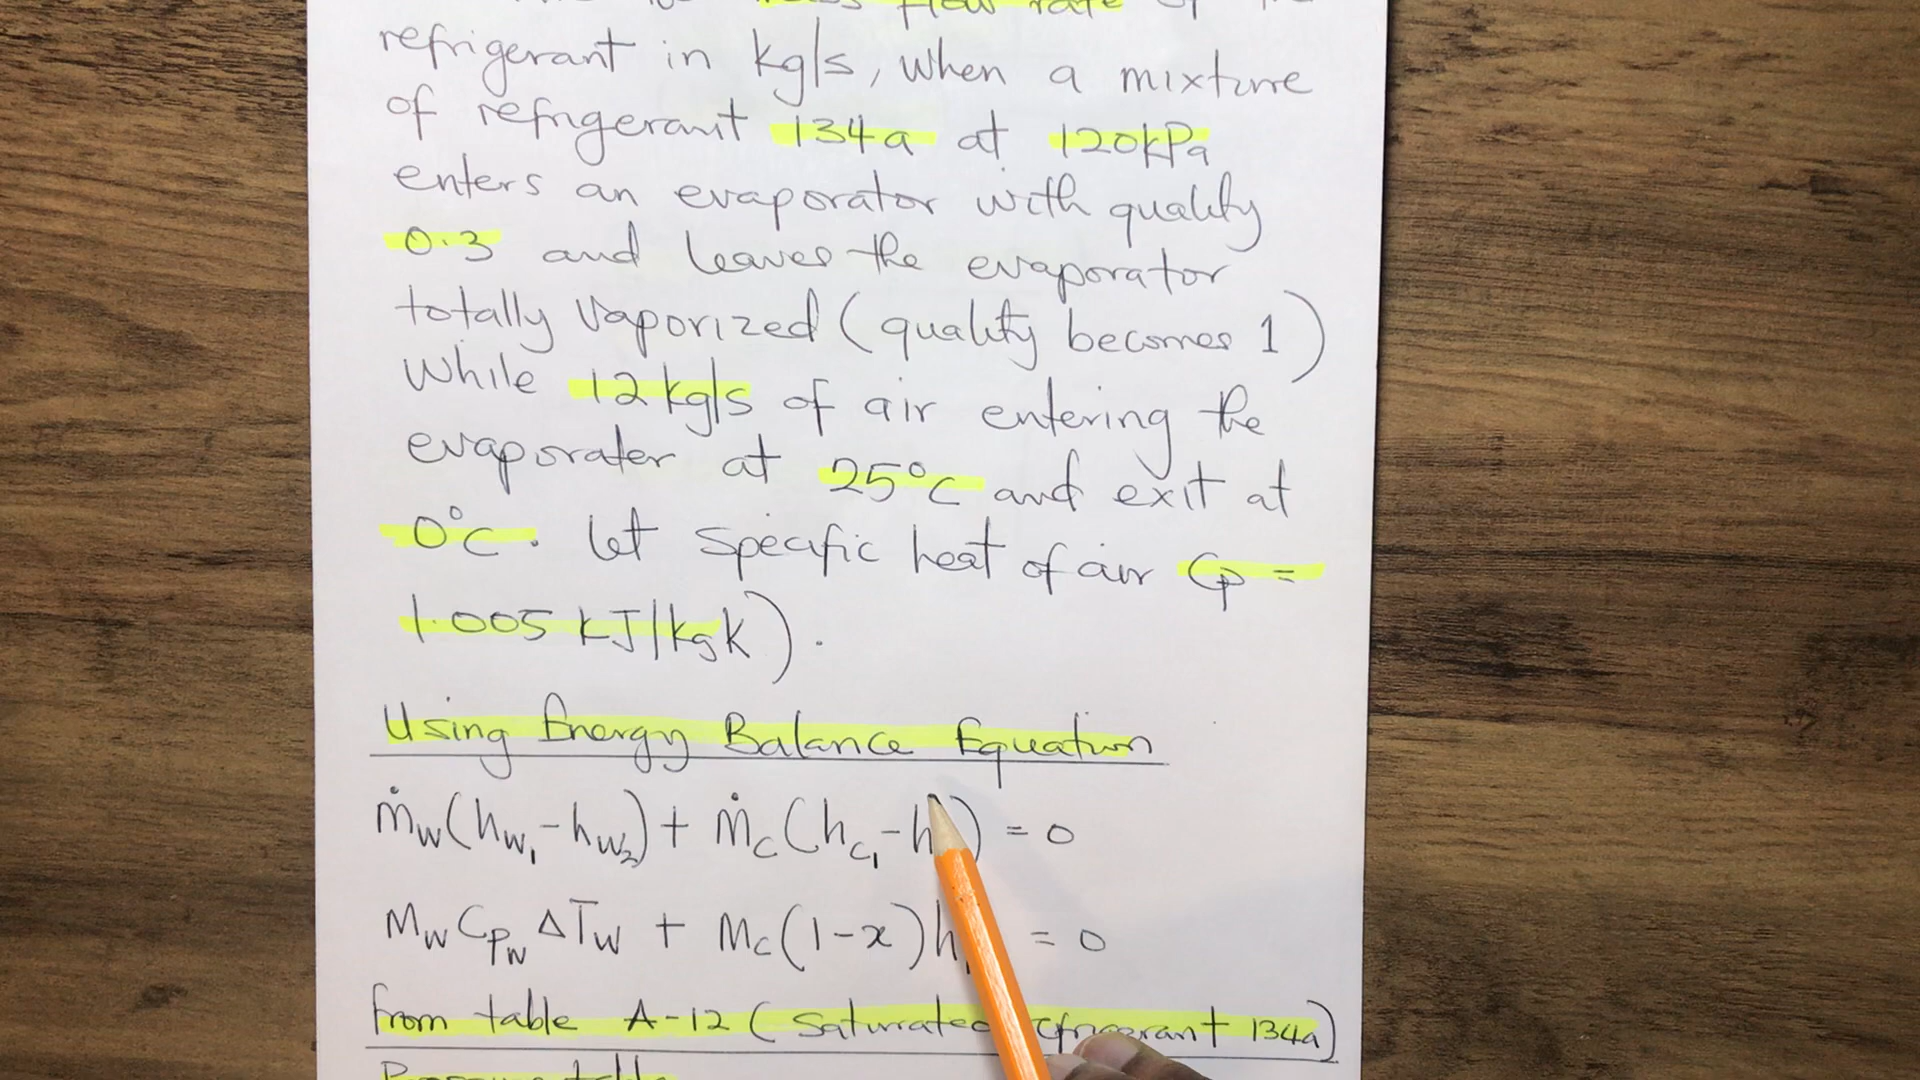 flow rate
refrigerant in kg/s, when a mixture
of refrigerant 134a at 120kPa
enters an evaporator with quality
0.3 and leaves the evaporator
totally vaporized (quality becomes 1)
while 12 kg/s of air entering the
evaporater at 25°C and exit at
0°C. Let specific heat of air Cp =
1.005 kJ/kgK).
Using Energy Balance Equation
ṁw(hw₁-hw₂) + ṁc(hc₁-h) = 0
MwCpwΔTw + Mc(1-x)h = 0
from table A-12 (saturated refrigerant 134a)